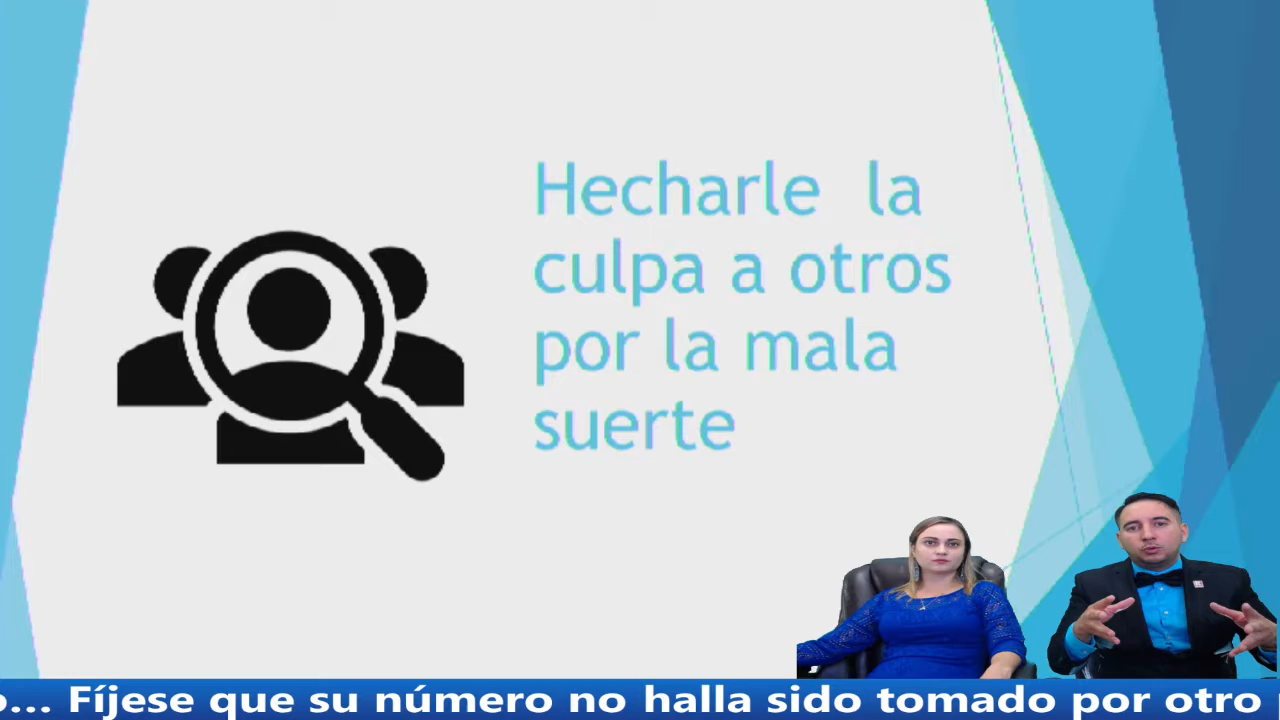 Hecharle la
culpa a otros
por la mala
suerte
o... Fíjese que su número no halla sido tomado por otro